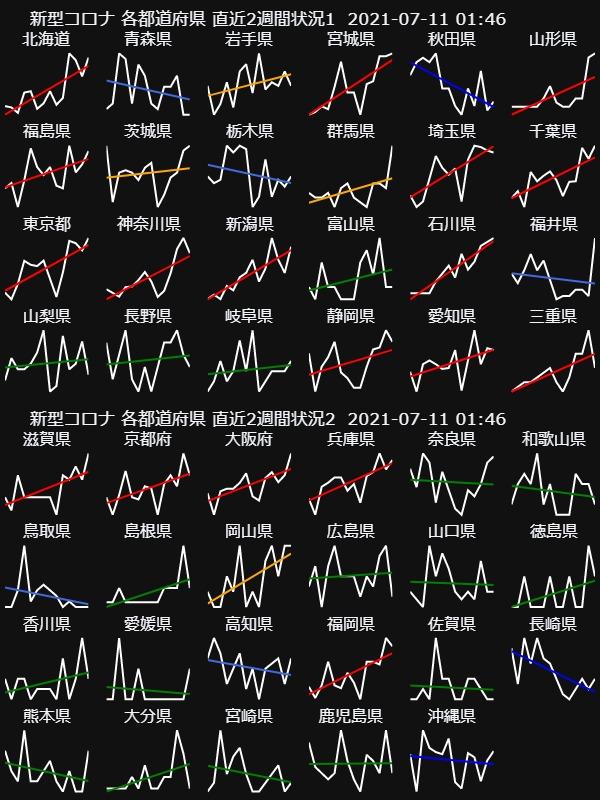 新型コロナ 各都道府県 直近2週間状況1 2021-07-11 01:46
北海道 青森県 岩手県 宮城県 秋田県 山形県
福島県 茨城県 栃木県 群馬県 埼玉県 千葉県
東京都 神奈川県 新潟県 富山県 石川県 福井県
山梨県 長野県 岐阜県 静岡県 愛知県 三重県
新型コロナ 各都道府県 直近2週間状況2 2021-07-11 01:46
滋賀県 京都府 大阪府 兵庫県 奈良県 和歌山県
鳥取県 島根県 岡山県 広島県 山口県 徳島県
香川県 愛媛県 高知県 福岡県 佐賀県 長崎県
熊本県 大分県 宮崎県 鹿児島県 沖縄県